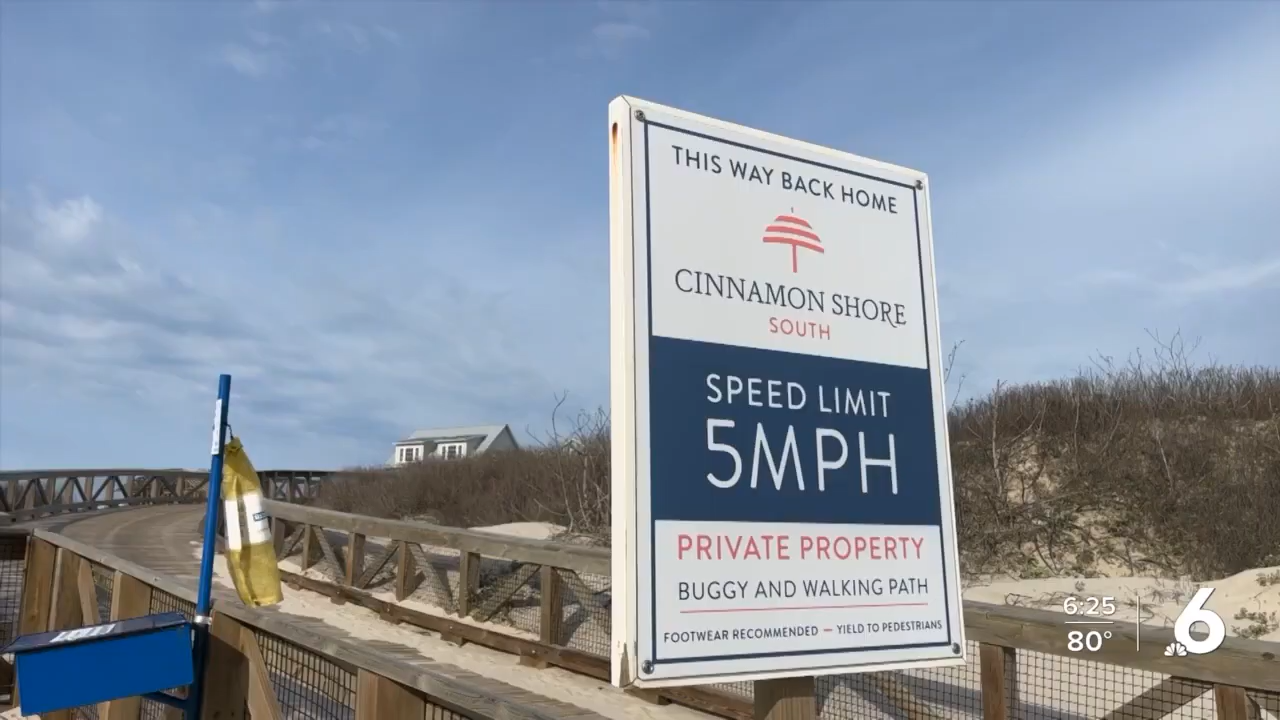 THIS WAY BACK HOME
CINNAMON SHORE
SOUTH
SPEED LIMIT
5MPH
PRIVATE PROPERTY
BUGGY AND WALKING PATH
FOOTWEAR RECOMMENDED – YIELD TO PEDESTRIANS
6:25
80°
6